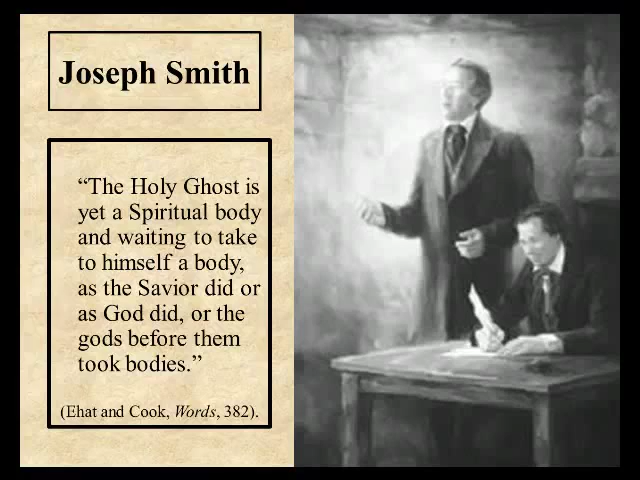 Joseph Smith
“The Holy Ghost is
yet a Spiritual body
and waiting to take
to himself a body,
as the Savior did or
as God did, or the
gods before them
took bodies.”
(Ehat and Cook, Words, 382).